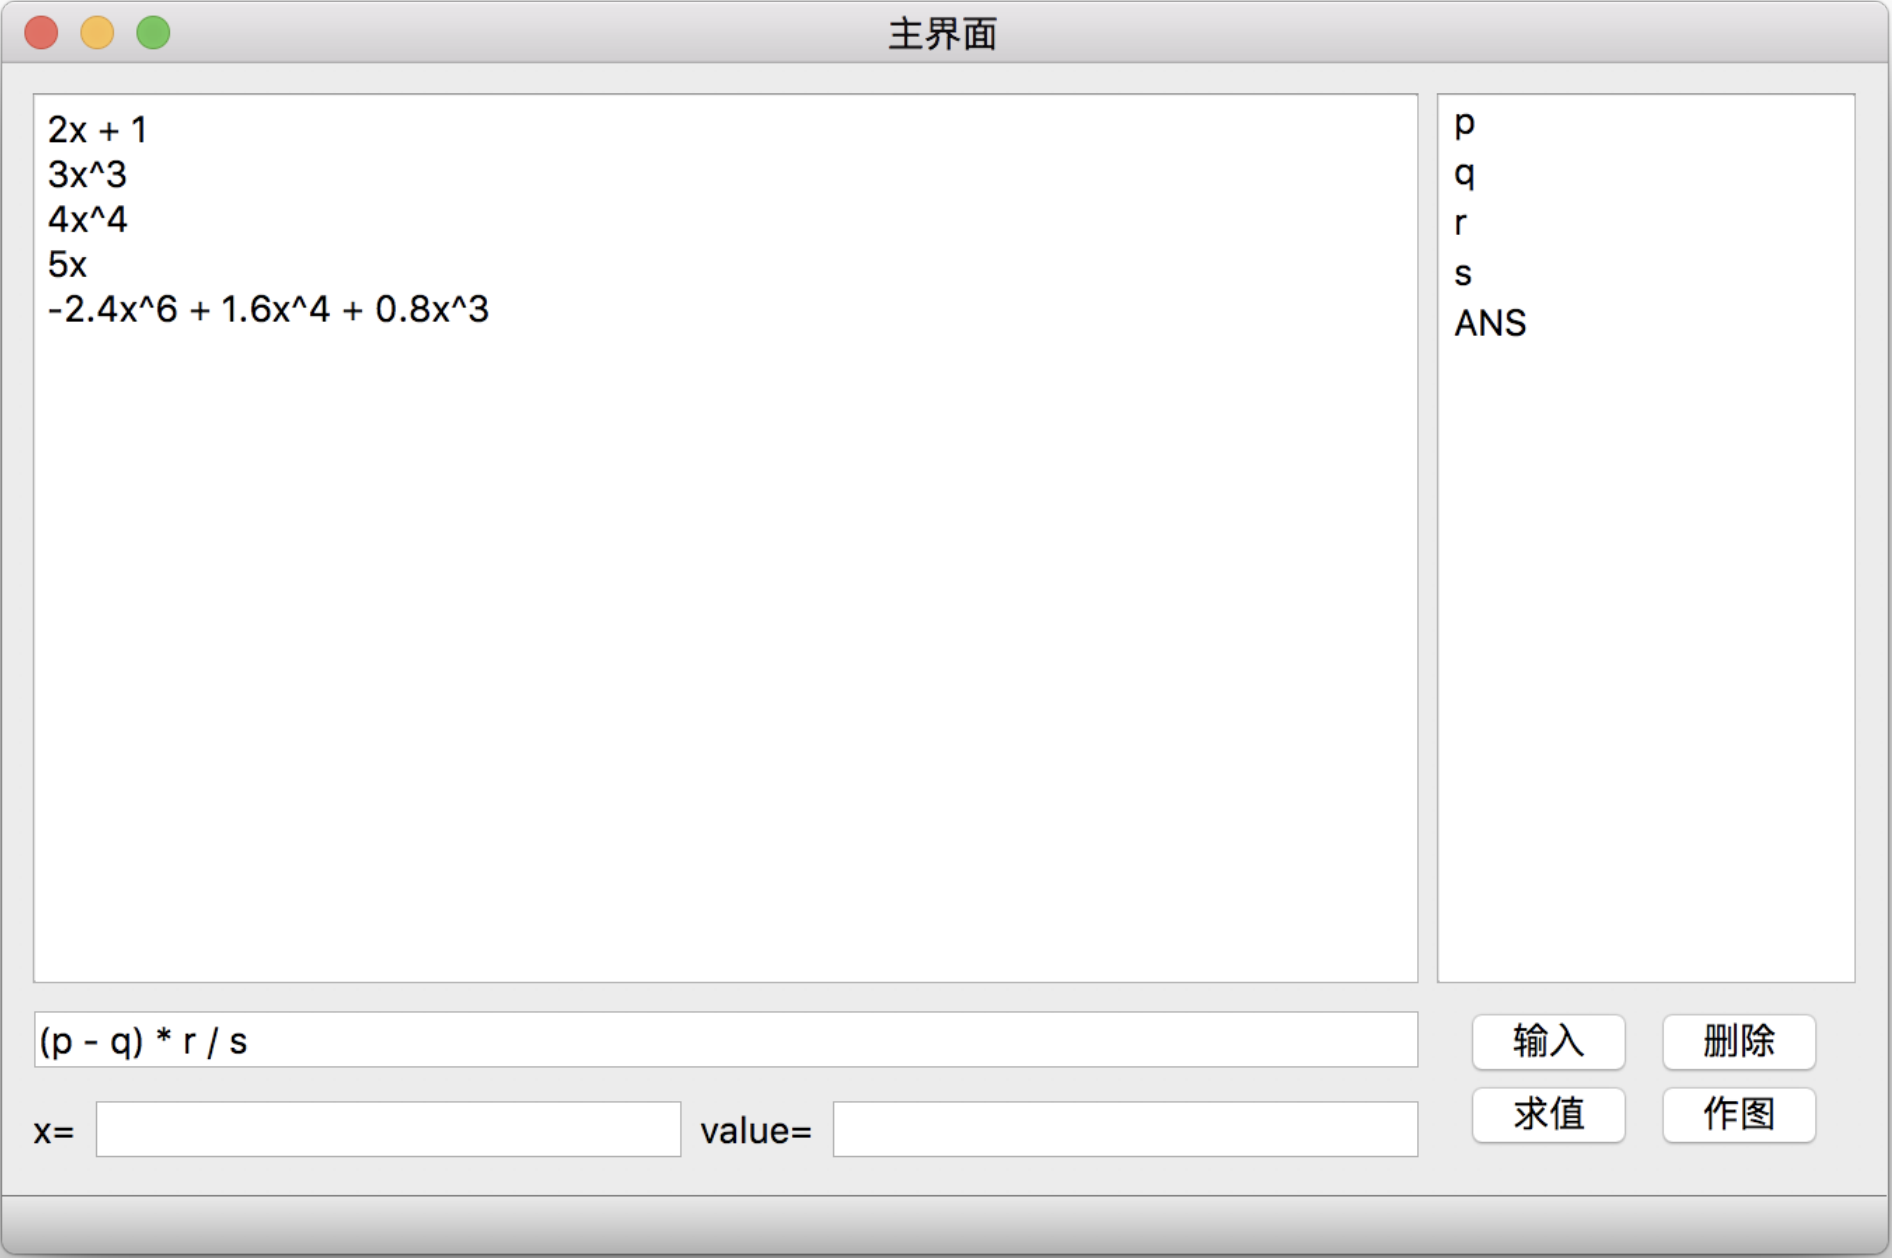 主界面
2x + 1
3x^3
4x^4
5x
-2.4x^6 + 1.6x^4 + 0.8x^3
p
q
r
s
ANS
(p - q) * r / s
输入
删除
x=
value=
求值
作图